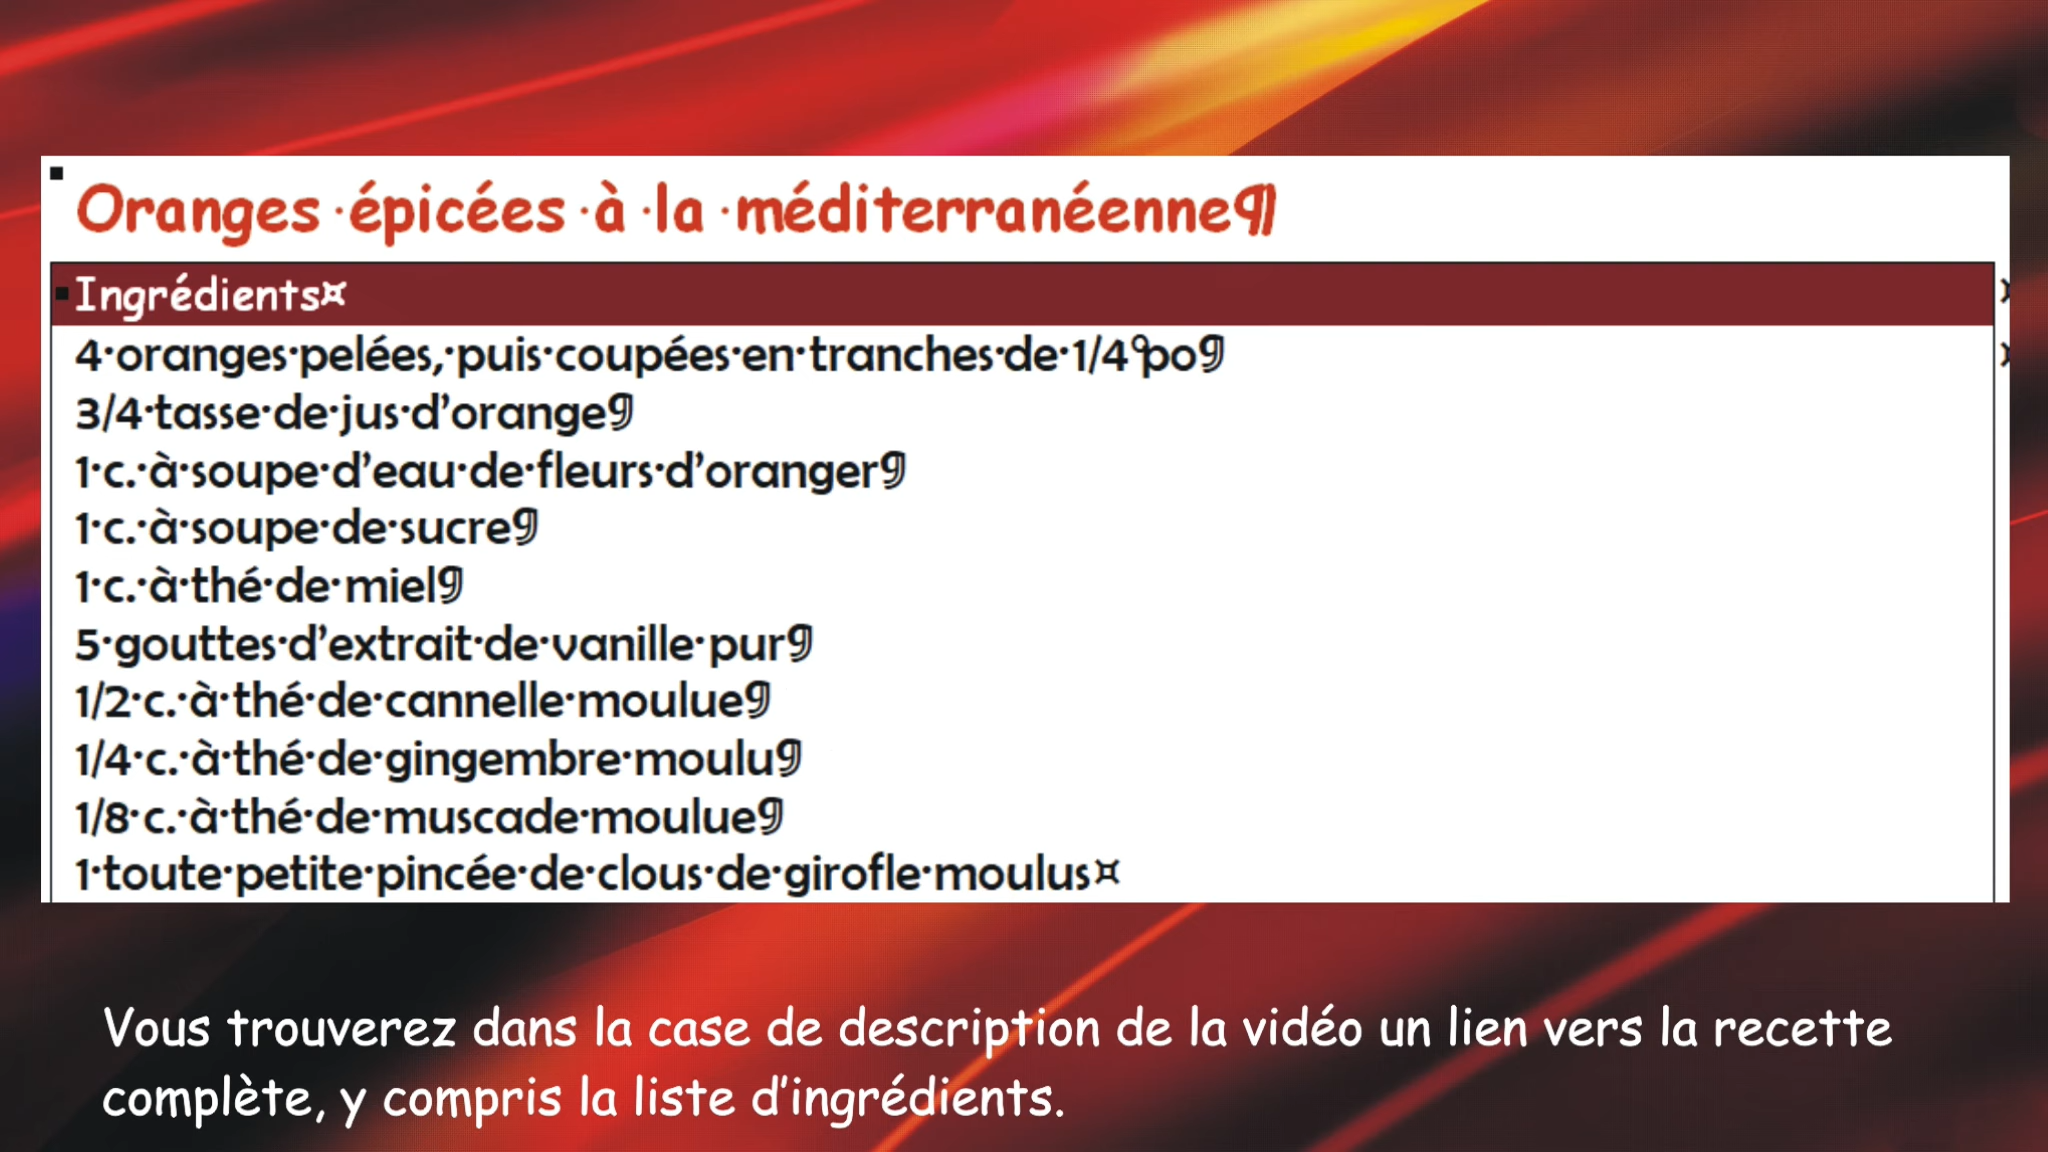 Oranges épicées à la méditerranéenne¶
Ingrédients¤
4·oranges·pelées,·puis·coupées·en·tranches·de·1/4°po¶
3/4·tasse·de·jus·d’orange¶
1·c.·à·soupe·d’eau·de·fleurs·d’oranger¶
1·c.·à·soupe·de·sucre¶
1·c.·à·thé·de·miel¶
5·gouttes·d’extrait·de·vanille·pur¶
1/2·c.·à·thé·de·cannelle·moulue¶
1/4·c.·à·thé·de·gingembre·moulu¶
1/8·c.·à·thé·de·muscade·moulue¶
1·toute·petite·pincée·de·clous·de·girofle·moulus¤
Vous trouverez dans la case de description de la vidéo un lien vers la recette
complète, y compris la liste d’ingrédients.